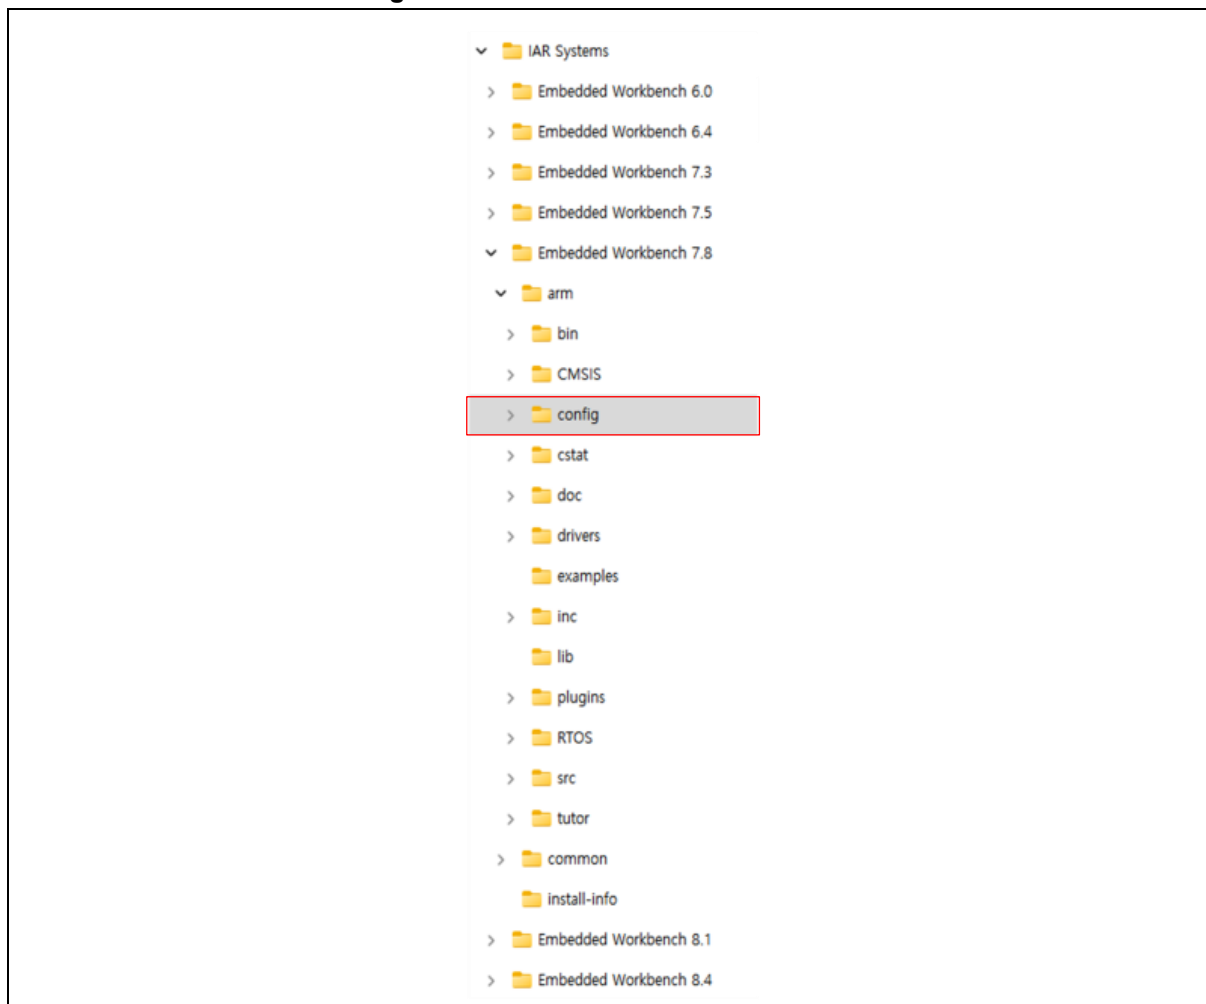 IAR Systems
Embedded Workbench 6.0
Embedded Workbench 6.4
Embedded Workbench 7.3
Embedded Workbench 7.5
Embedded Workbench 7.8
arm
bin
CMSIS
config
cstat
doc
drivers
examples
inc
lib
plugins
RTOS
src
tutor
common
install-info
Embedded Workbench 8.1
Embedded Workbench 8.4